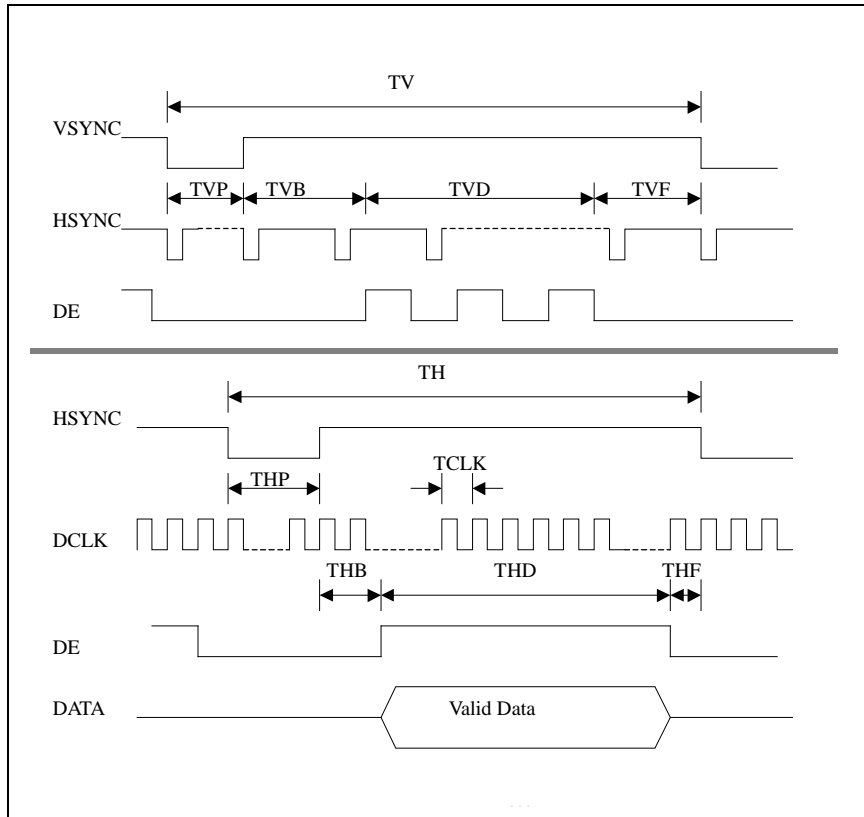 TV
VSYNC
TVP TVB TVD TVF
HSYNC
DE
TH
HSYNC
THP TCLK
DCLK
THB THD THF
DE
DATA Valid Data